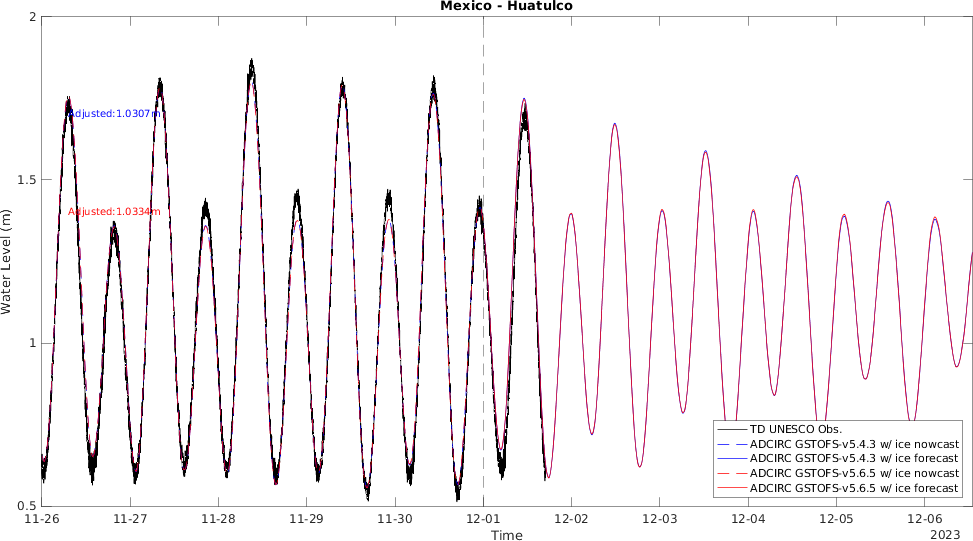 Mexico - Huatulco
2
1.5
1
0.5
Water Level (m)
Adjusted:1.0307m
Adjusted:1.0334m
TD UNESCO Obs.
ADCIRC GSTOFS-v5.4.3 w/ ice nowcast
ADCIRC GSTOFS-v5.4.3 w/ ice forecast
ADCIRC GSTOFS-v5.6.5 w/ ice nowcast
ADCIRC GSTOFS-v5.6.5 w/ ice forecast
11-26 11-27 11-28 11-29 11-30 12-01 12-02 12-03 12-04 12-05 12-06
Time
2023